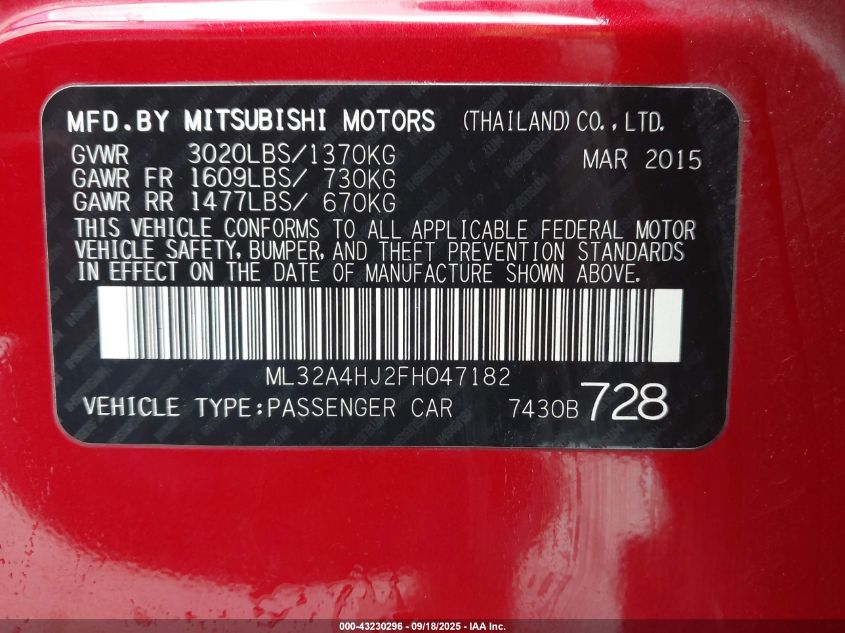 MFD.BY MITSUBISHI MOTORS (THAILAND) CO.,LTD.
GVWR 3020LBS/1370KG MAR 2015
GAWR FR 1609LBS/ 730KG
GAWR RR 1477LBS/ 670KG
THIS VEHICLE CONFORMS TO ALL APPLICABLE FEDERAL MOTOR
VEHICLE SAFETY, BUMPER, AND THEFT PREVENTION STANDARDS
IN EFFECT ON THE DATE OF MANUFACTURE SHOWN ABOVE.
ML32A4HJ2FH047182
VEHICLE TYPE:PASSENGER CAR 7430B 728
000-43230296 - 09/18/2025 - IAA Inc.